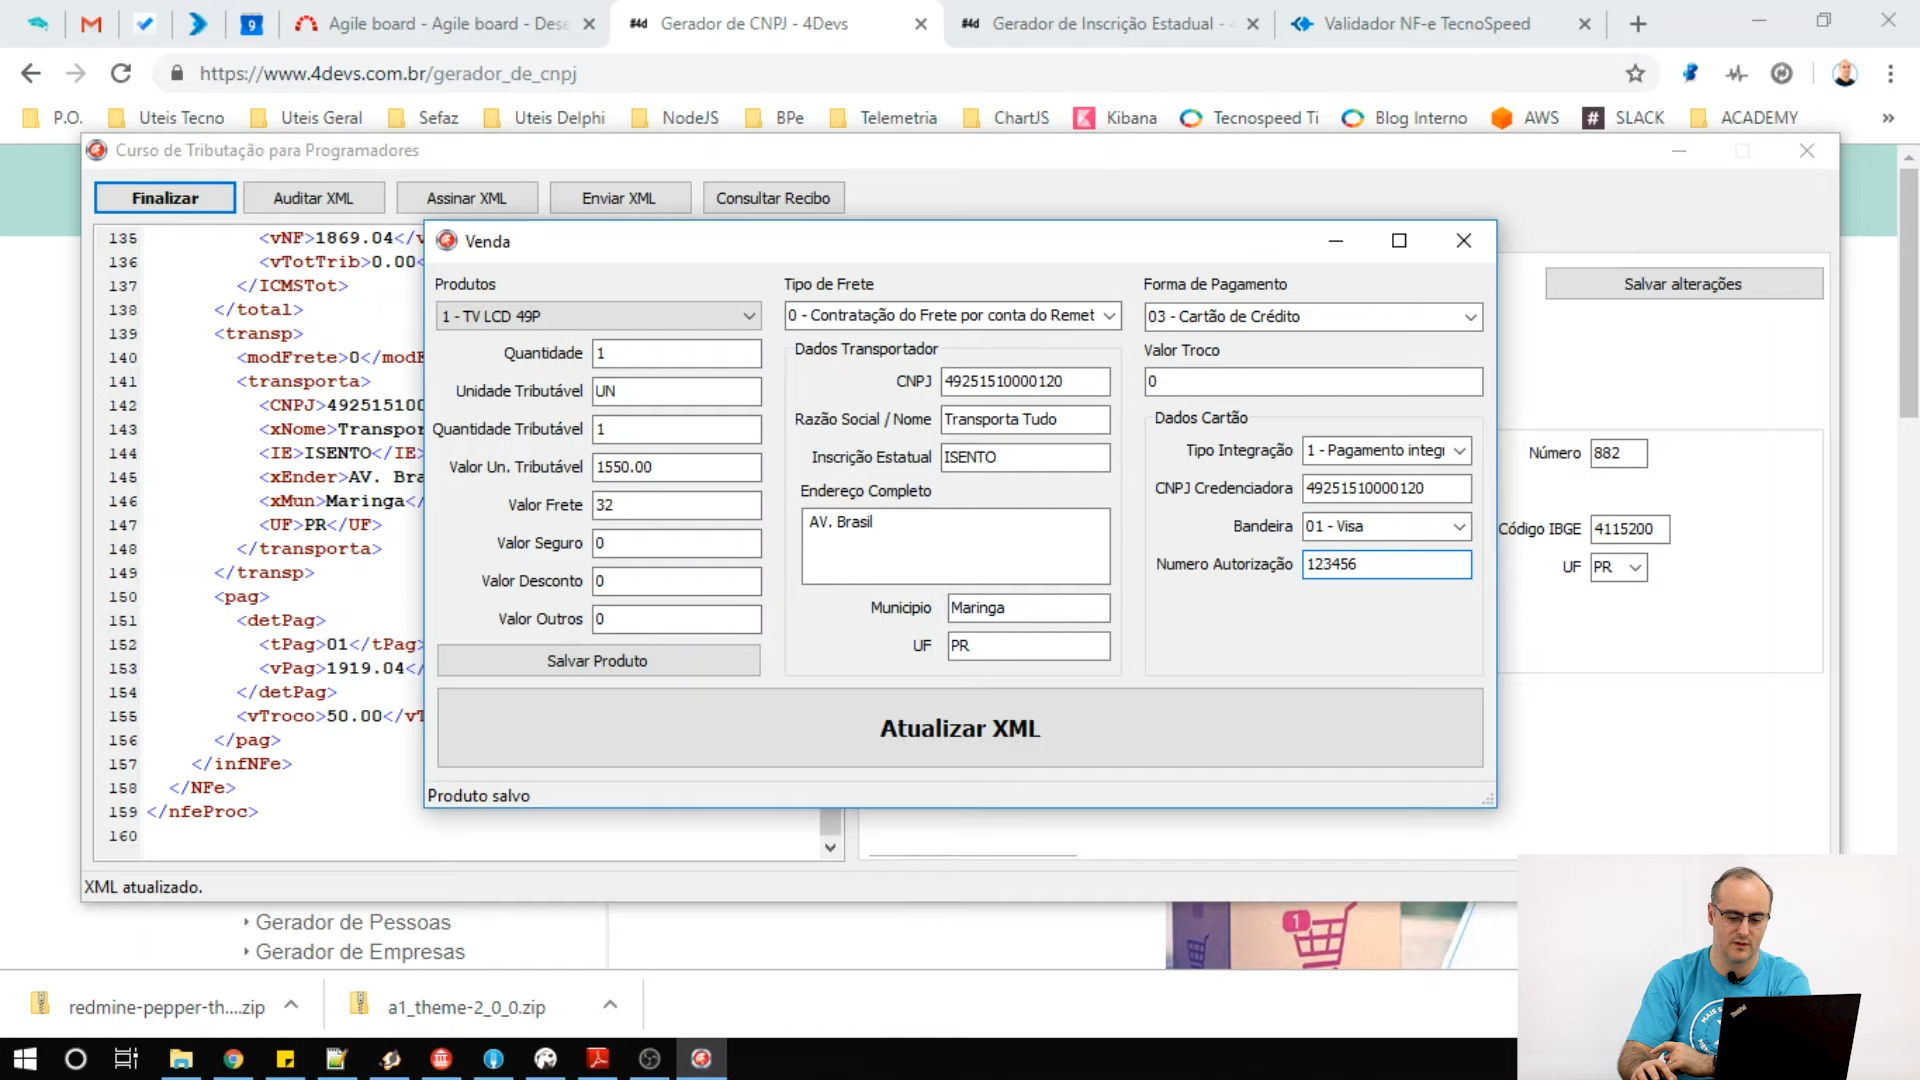 Agile board - Agile board - Dese
#4d Gerador de CNPJ - 4Devs
#4d Gerador de Inscrição Estadual -
Validador NF-e TecnoSpeed
9
https://www.4devs.com.br/gerador_de_cnpj
P.O.
Uteis Tecno
Uteis Geral
Sefaz
Uteis Delphi
NodeJS
BPe
Telemetria
ChartJS
Kibana
Tecnospeed Ti
Blog Interno
AWS
SLACK
ACADEMY
Curso de Tributação para Programadores
Finalizar
Auditar XML
Assinar XML
Enviar XML
Consultar Recibo
135 <vNF>1869.04</v
136 <vTotTrib>0.00<
137 </ICMSTot>
138 </total>
139 <transp>
140 <modFrete>0</modF
141 <transporta>
142 <CNPJ>492515100
143 <xNome>Transpor
144 <IE>ISENTO</IE>
145 <xEnder>AV. Bra
146 <xMun>Maringa</
147 <UF>PR</UF>
148 </transporta>
149 </transp>
150 <pag>
151 <detPag>
152 <tPag>01</tPag>
153 <vPag>1919.04</
154 </detPag>
155 <vTroco>50.00</vT
156 </pag>
157 </infNFe>
158 </NFe>
159 </nfeProc>
160
Venda
Produtos
1 - TV LCD 49P
Quantidade 1
Unidade Tributável UN
Quantidade Tributável 1
Valor Un. Tributável 1550.00
Valor Frete 32
Valor Seguro 0
Valor Desconto 0
Valor Outros 0
Salvar Produto
Tipo de Frete
0 - Contratação do Frete por conta do Remet
Dados Transportador
CNPJ 49251510000120
Razão Social / Nome Transporta Tudo
Inscrição Estatual ISENTO
Endereço Completo
AV. Brasil
Municipio Maringa
UF PR
Forma de Pagamento
03 - Cartão de Crédito
Valor Troco
0
Dados Cartão
Tipo Integração 1 - Pagamento integr
CNPJ Credenciadora 49251510000120
Bandeira 01 - Visa
Numero Autorização 123456
Atualizar XML
Produto salvo
Salvar alterações
Número 882
Código IBGE 4115200
UF PR
XML atualizado.
Gerador de Pessoas
Gerador de Empresas
1
redmine-pepper-th....zip
a1_theme-2_0_0.zip
ThinkPad